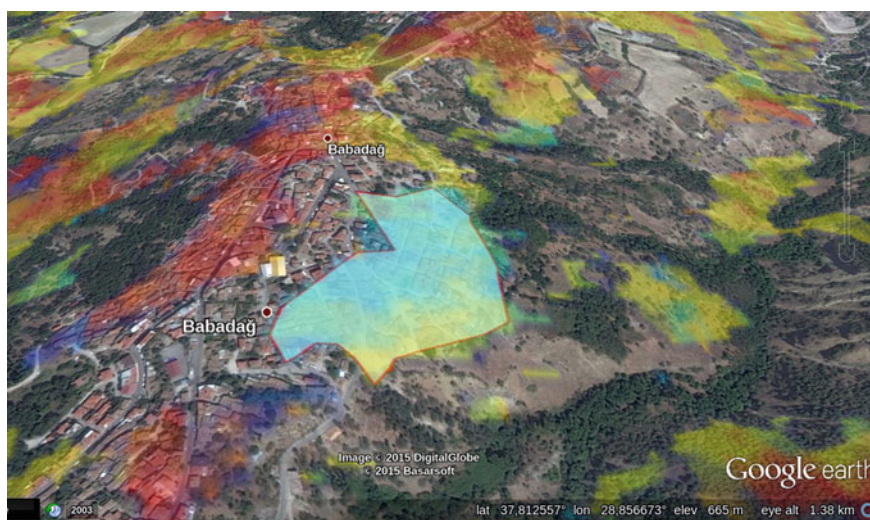 Babadağ
Babadağ
Image © 2015 DigitalGlobe
© 2015 Basarsoft
Google earth
2003
lat 37,812557° lon 28,856673° elev 665 m eye alt 1.38 km